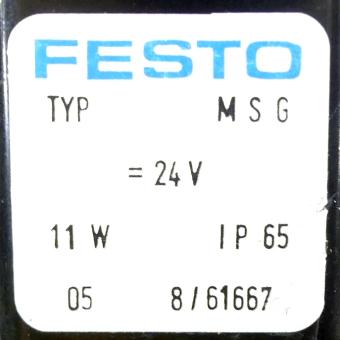 FESTO
TYP MSG
= 24 V
11 W IP 65
05 8/61667